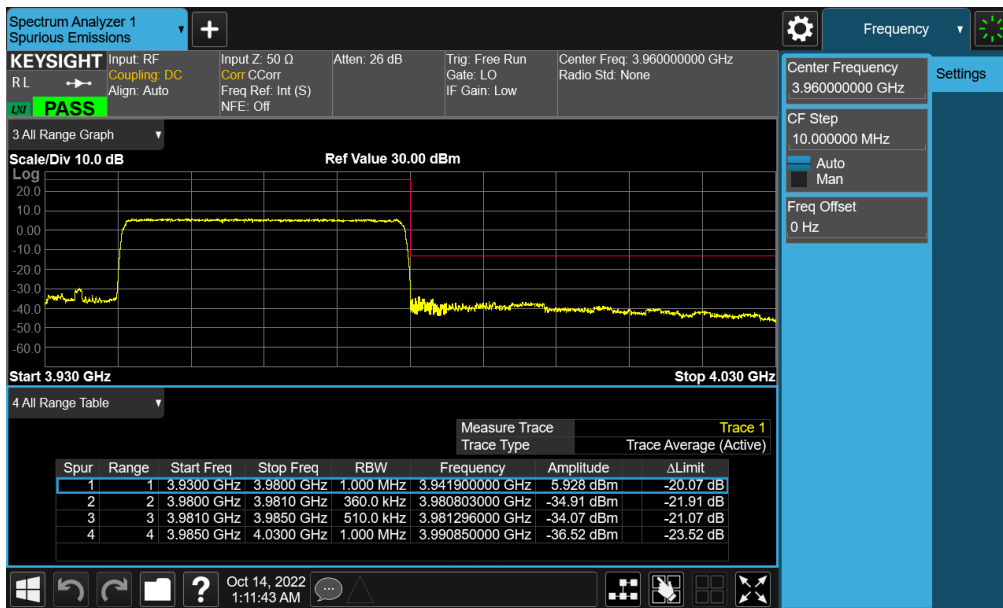 Spectrum Analyzer 1
Spurious Emissions
Frequency
KEYSIGHT
R L
LXI
PASS
Input: RF
Coupling: DC
Align: Auto
Input Z: 50 Ω
Corr CCorr
Freq Ref: Int (S)
NFE: Off
Atten: 26 dB
Trig: Free Run
Gate: LO
IF Gain: Low
Center Freq: 3.960000000 GHz
Radio Std: None
Center Frequency
3.960000000 GHz
Settings
CF Step
10.000000 MHz
Auto
Man
Freq Offset
0 Hz
3 All Range Graph
Scale/Div 10.0 dB
Ref Value 30.00 dBm
Log
20.0
10.0
0.00
-10.0
-20.0
-30.0
-40.0
-50.0
-60.0
Start 3.930 GHz
Stop 4.030 GHz
4 All Range Table
Measure Trace Trace 1
Trace Type Trace Average (Active)
Spur Range Start Freq Stop Freq RBW Frequency Amplitude ΔLimit
1 1 3.9300 GHz 3.9800 GHz 1.000 MHz 3.941900000 GHz 5.928 dBm -20.07 dB
2 2 3.9800 GHz 3.9810 GHz 360.0 kHz 3.980803000 GHz -34.91 dBm -21.91 dB
3 3 3.9810 GHz 3.9850 GHz 510.0 kHz 3.981296000 GHz -34.07 dBm -21.07 dB
4 4 3.9850 GHz 4.0300 GHz 1.000 MHz 3.990850000 GHz -36.52 dBm -23.52 dB
Oct 14, 2022
1:11:43 AM